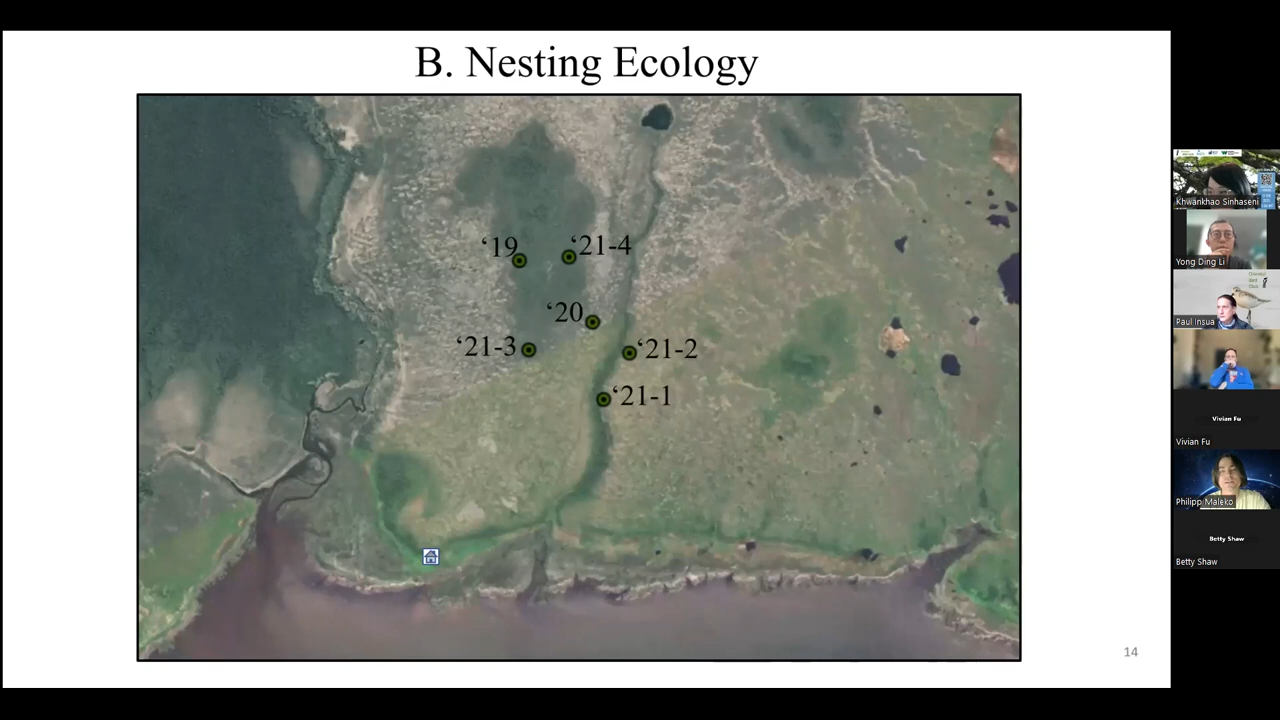 B. Nesting Ecology
‘19
‘21-4
‘20
‘21-3
‘21-2
‘21-1
14
Khwankhao Sinhaseni
Yong Ding Li
Paul Insua
Vivian Fu
Vivian Fu
Philipp Maleko
Betty Shaw
Betty Shaw